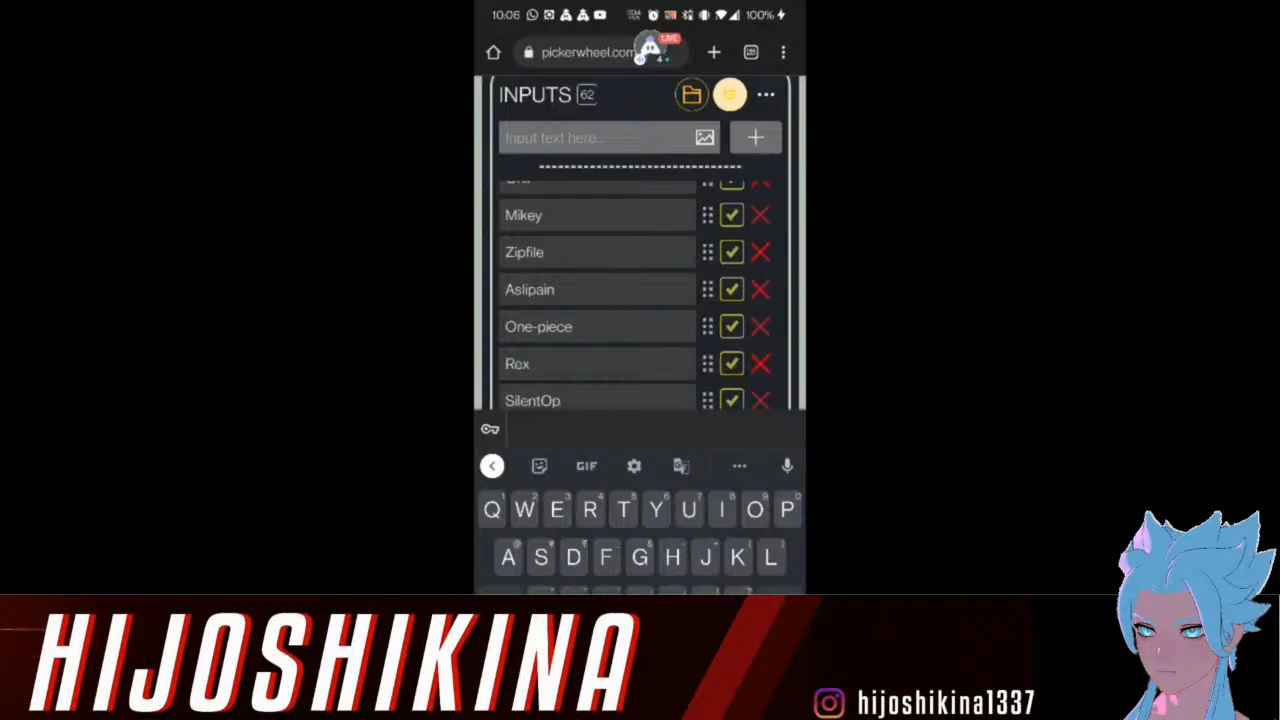 10:06
LIVE
100%
pickerwheel.com
4
INPUTS 62
Input text here...
Mikey
Zipfile
Aslipain
One-piece
Rex
SilentOp
GIF
Q W E R T Y U I O P
A S D F G H J K L
HIJOSHIKINA
hijoshikina1337